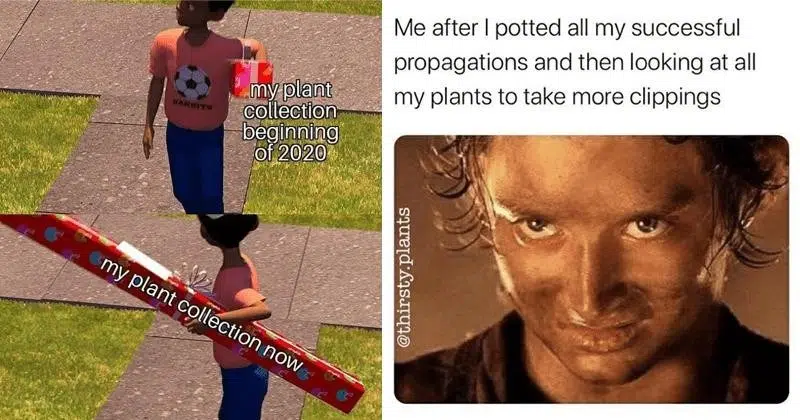 BANDITS
my plant
collection
beginning
of 2020
my plant collection now
Me after I potted all my successful
propagations and then looking at all
my plants to take more clippings
@thirsty.plants